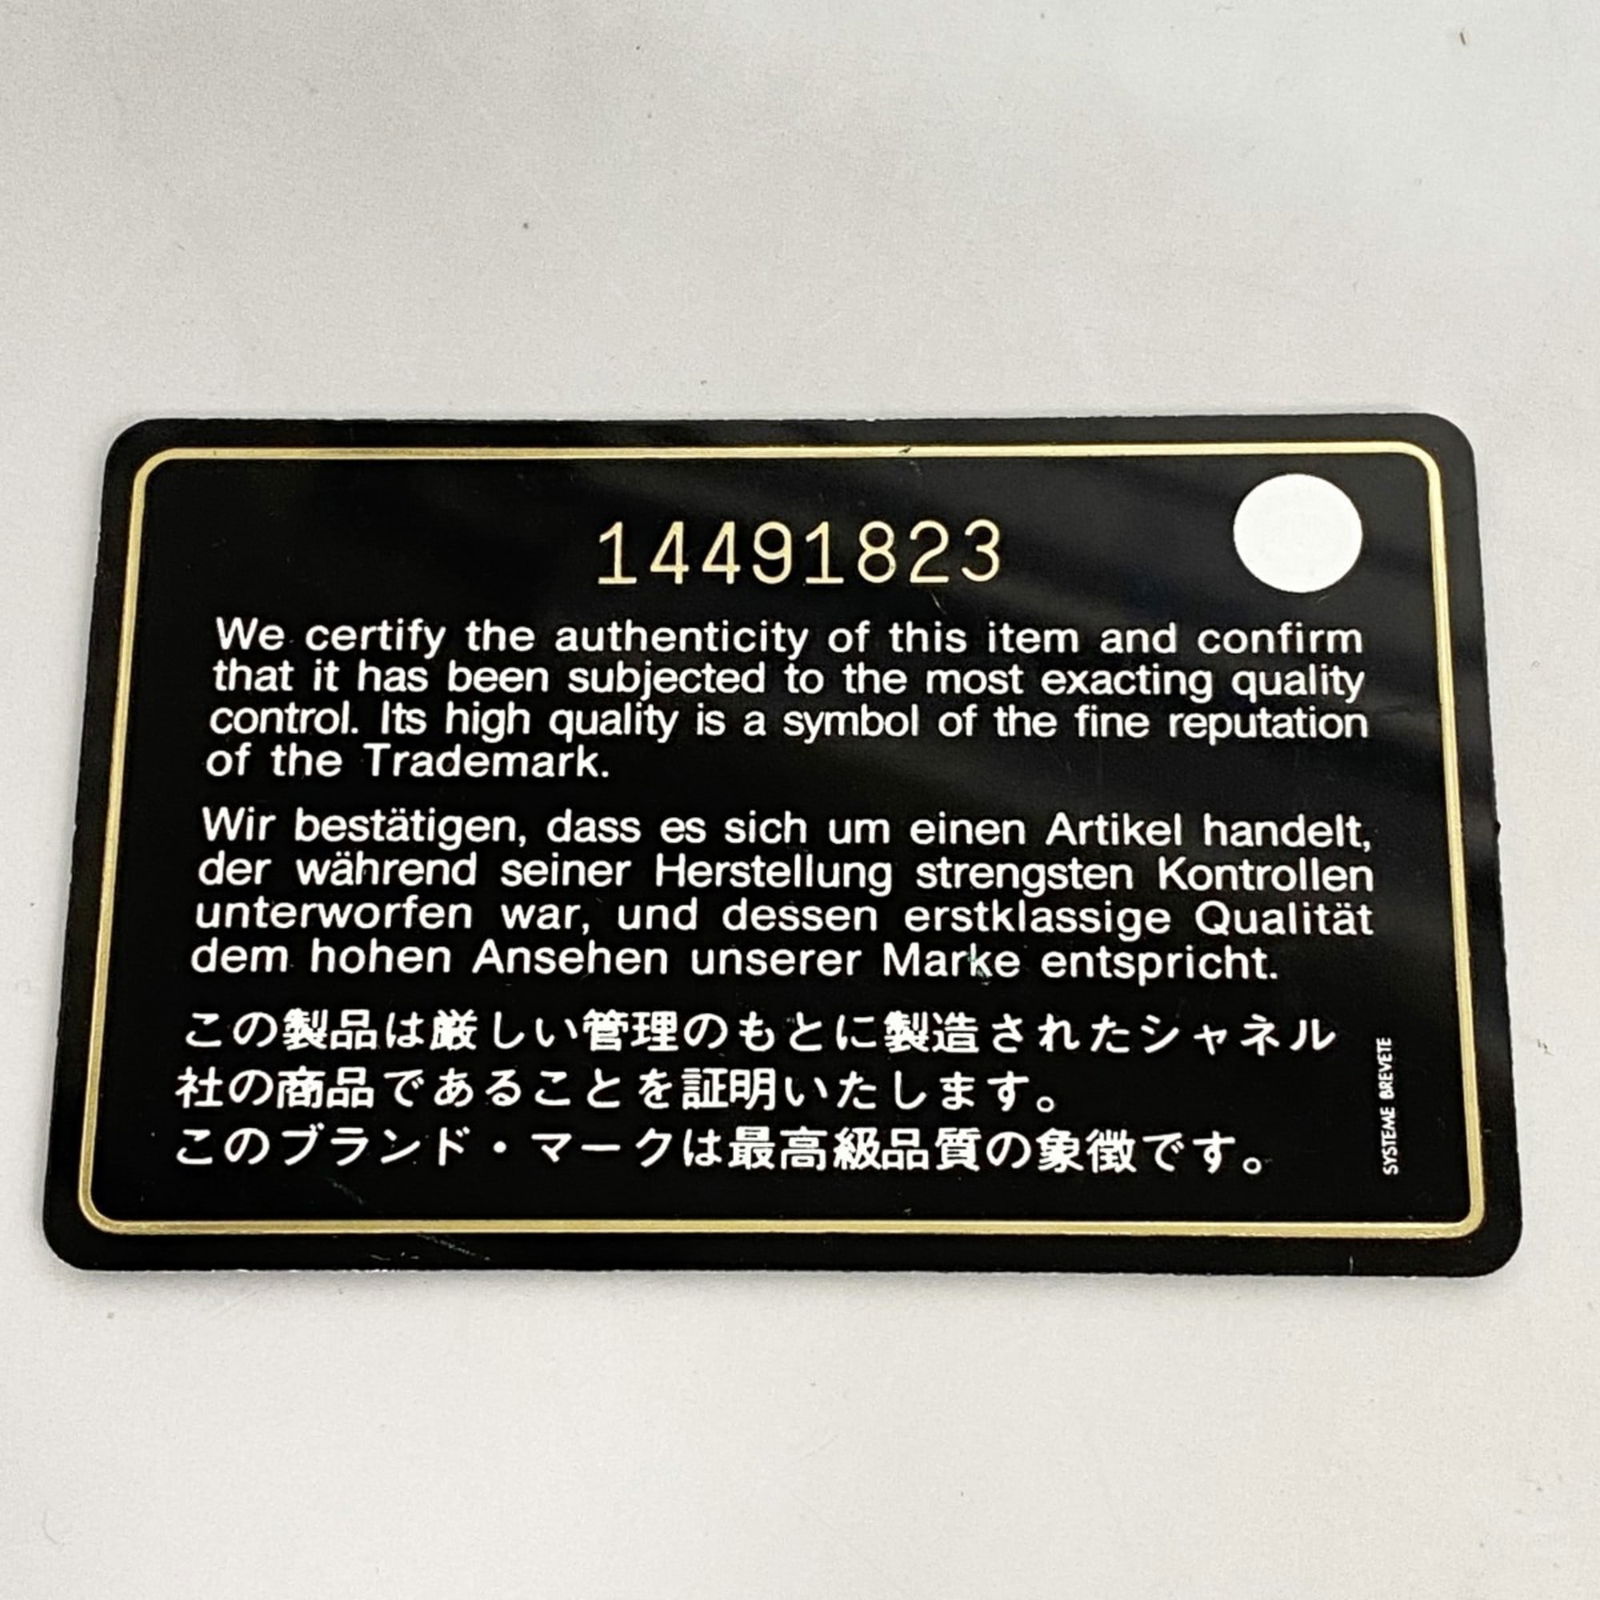 14491823
We certify the authenticity of this item and confirm
that it has been subjected to the most exacting quality
control. Its high quality is a symbol of the fine reputation
of the Trademark.
Wir bestätigen, dass es sich um einen Artikel handelt,
der während seiner Herstellung strengsten Kontrollen
unterworfen war, und dessen erstklassige Qualität
dem hohen Ansehen unserer Marke entspricht.
この製品は厳しい管理のもとに製造されたシャネル
社の商品であることを証明いたします。
このブランド・マークは最高級品質の象徴です。
SYSTEME BREVETE